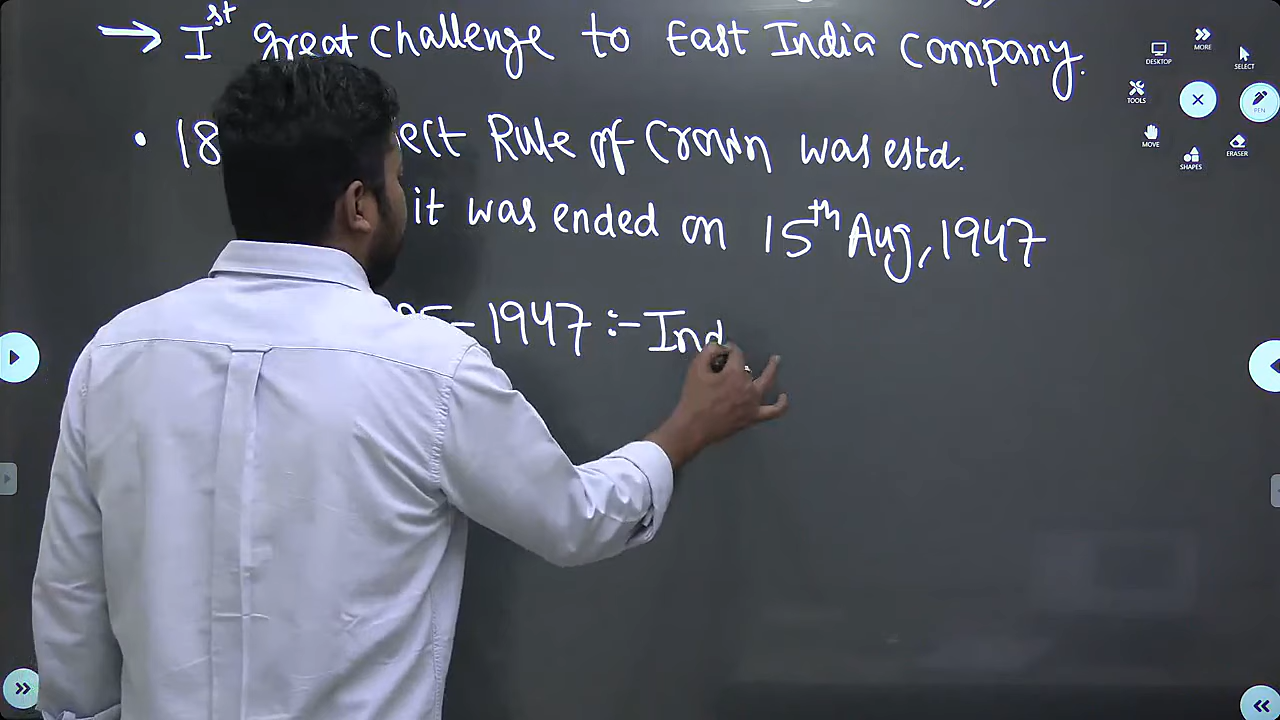 → Ist great challenge to East India Company.
• 18 ect Rule of Crown was estd.
it was ended on 15th Aug, 1947
- 1947 :- Ind
MORE
DESKTOP
SELECT
TOOLS
PEN
MOVE
ERASER
SHAPES